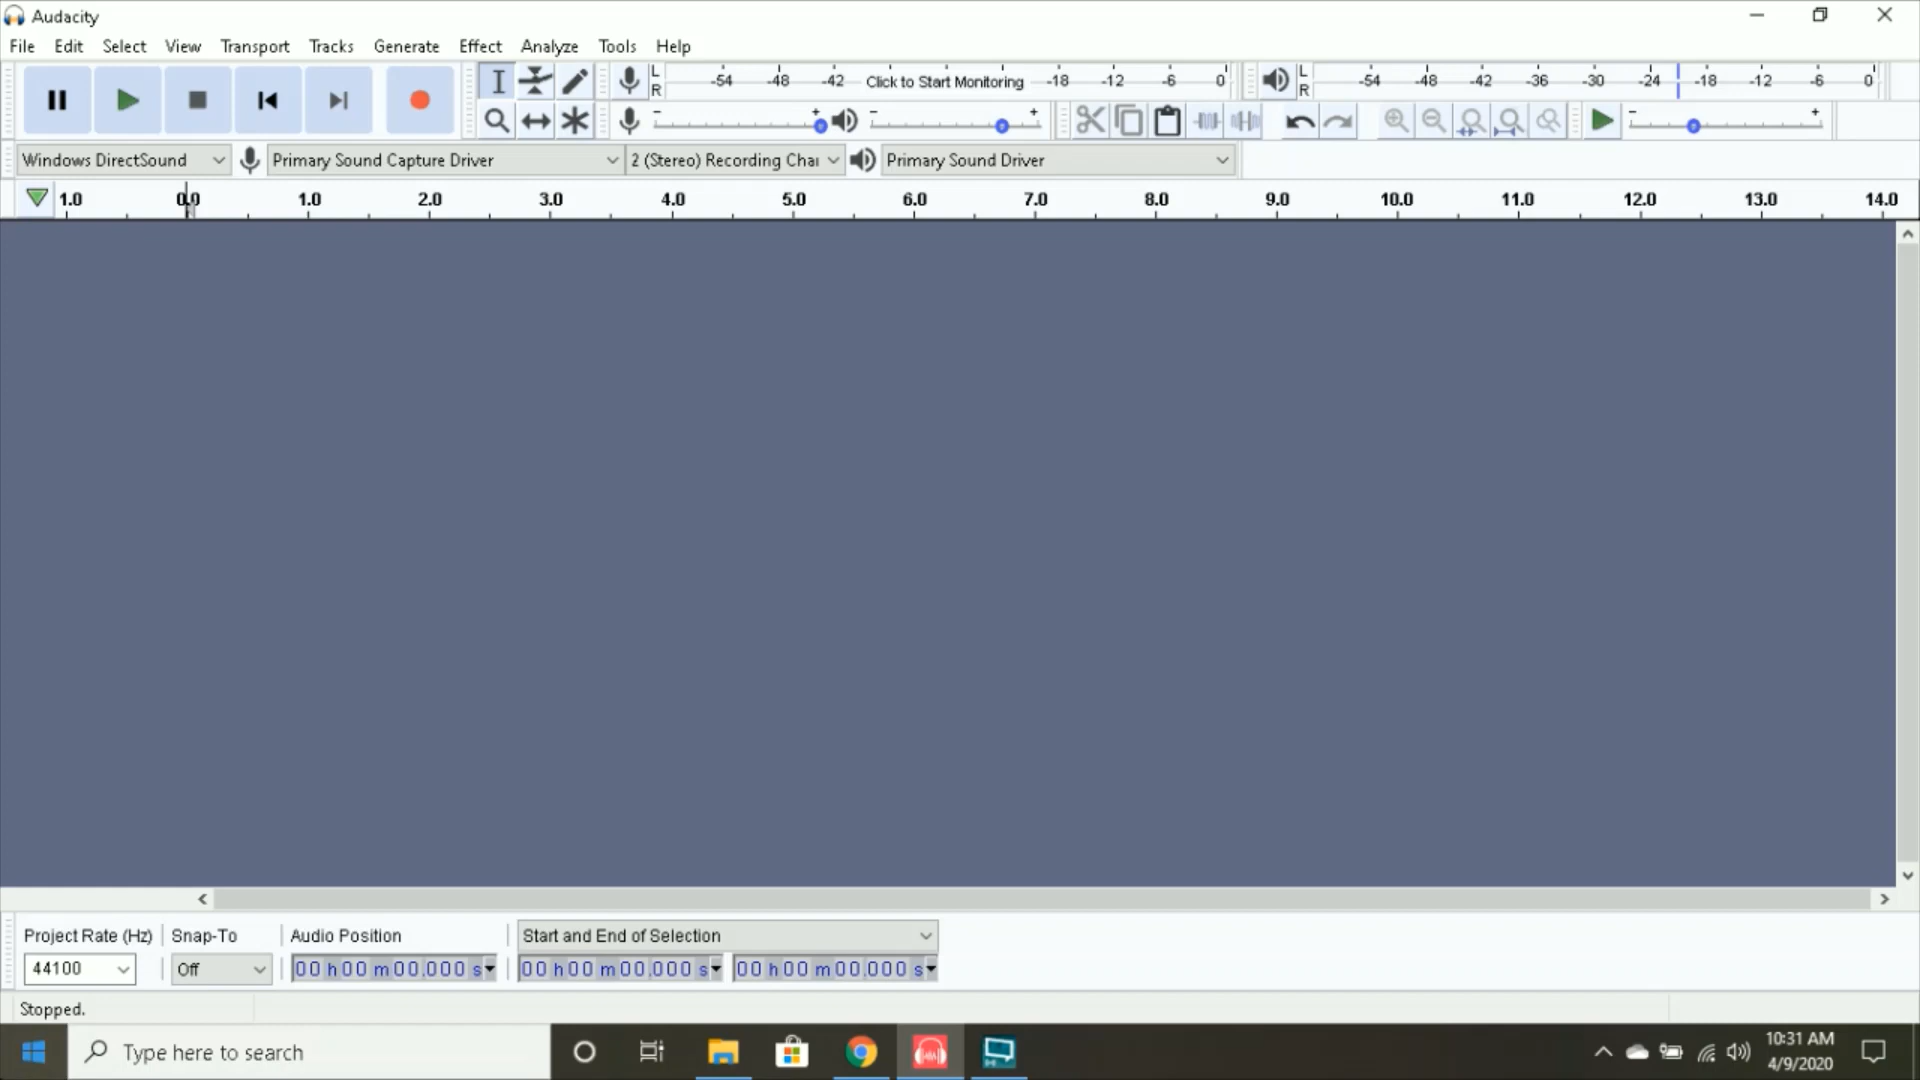 Audacity
File Edit Select View Transport Tracks Generate Effect Analyze Tools Help
L R -54 -48 -42 Click to Start Monitoring -18 -12 -6 0 L R -54 -48 -42 -36 -30 -24 -18 -12 -6 0
Windows DirectSound Primary Sound Capture Driver 2 (Stereo) Recording Chai Primary Sound Driver
1.0 0.0 1.0 2.0 3.0 4.0 5.0 6.0 7.0 8.0 9.0 10.0 11.0 12.0 13.0 14.0
Project Rate (Hz) Snap-To Audio Position Start and End of Selection
44100 Off 00 h 00 m 00.000 s 00 h 00 m 00.000 s 00 h 00 m 00.000 s
Stopped.
Type here to search
10:31 AM
4/9/2020